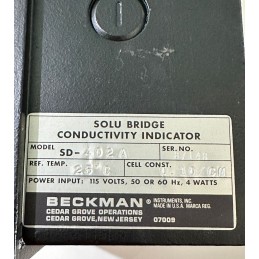 SOLU BRIDGE
CONDUCTIVITY INDICATOR
MODEL SD- SER. NO.
REF. TEMP. CELL CONST.
POWER INPUT: 115 VOLTS, 50 OR 60 Hz, 4 WATTS
BECKMAN INSTRUMENTS, INC.
MADE IN U.S.A. MARCA REG.
CEDAR GROVE OPERATIONS
CEDAR GROVE, NEW JERSEY 07009